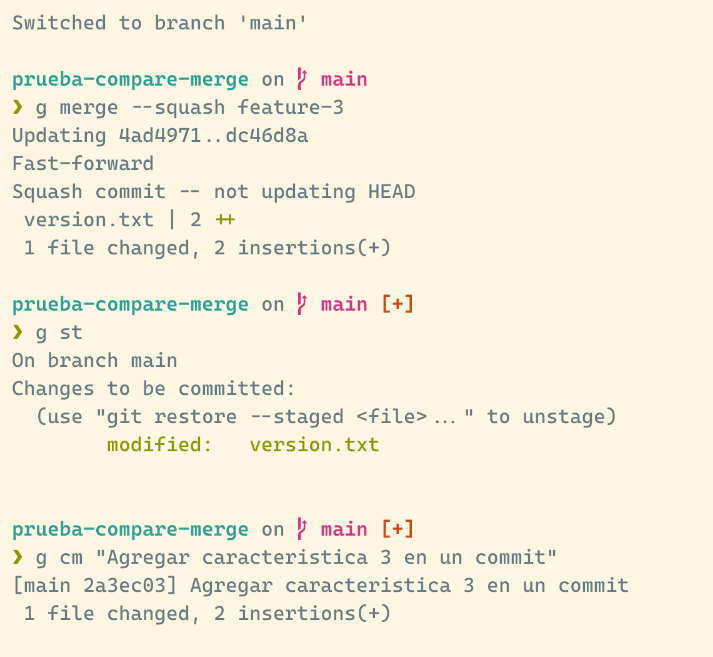 Switched to branch 'main'
prueba-compare-merge on main
❯ g merge --squash feature-3
Updating 4ad4971..dc46d8a
Fast-forward
Squash commit -- not updating HEAD
version.txt | 2 ++
1 file changed, 2 insertions(+)
prueba-compare-merge on main [+]
❯ g st
On branch main
Changes to be committed:
(use "git restore --staged <file>..." to unstage)
modified: version.txt
prueba-compare-merge on main [+]
❯ g cm "Agregar caracteristica 3 en un commit"
[main 2a3ec03] Agregar caracteristica 3 en un commit
1 file changed, 2 insertions(+)